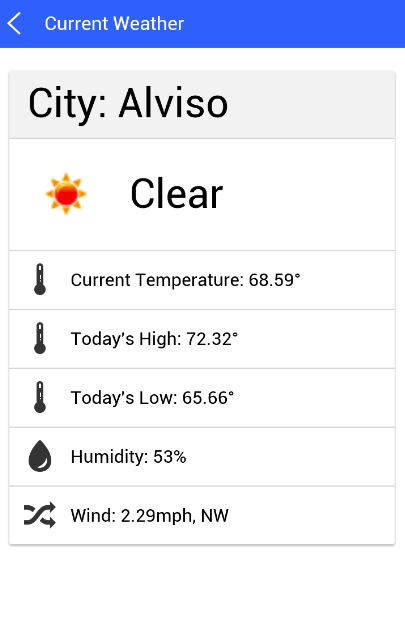 Current Weather
City: Alviso
Clear
Current Temperature: 68.59°
Today's High: 72.32°
Today's Low: 65.66°
Humidity: 53%
Wind: 2.29mph, NW